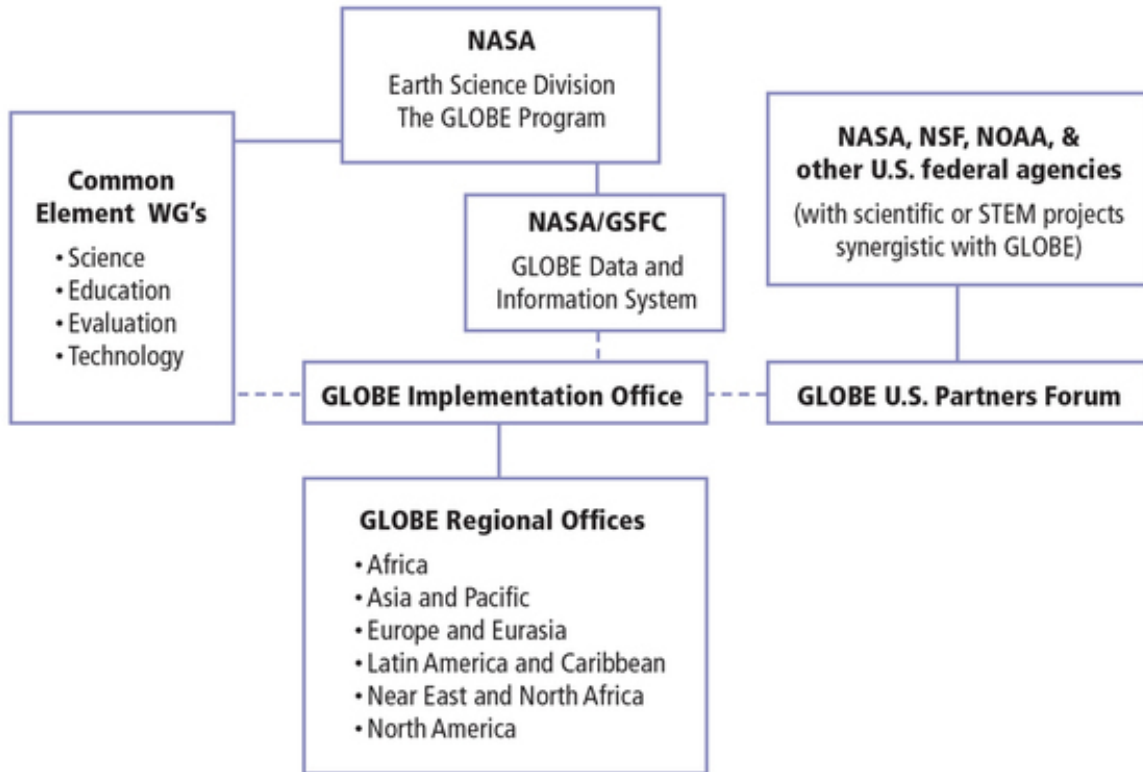 NASA
Earth Science Division
The GLOBE Program
Common
Element WG's
• Science
• Education
• Evaluation
• Technology
NASA/GSFC
GLOBE Data and
Information System
NASA, NSF, NOAA, &
other U.S. federal agencies
(with scientific or STEM projects
synergistic with GLOBE)
GLOBE Implementation Office
GLOBE U.S. Partners Forum
GLOBE Regional Offices
• Africa
• Asia and Pacific
• Europe and Eurasia
• Latin America and Caribbean
• Near East and North Africa
• North America